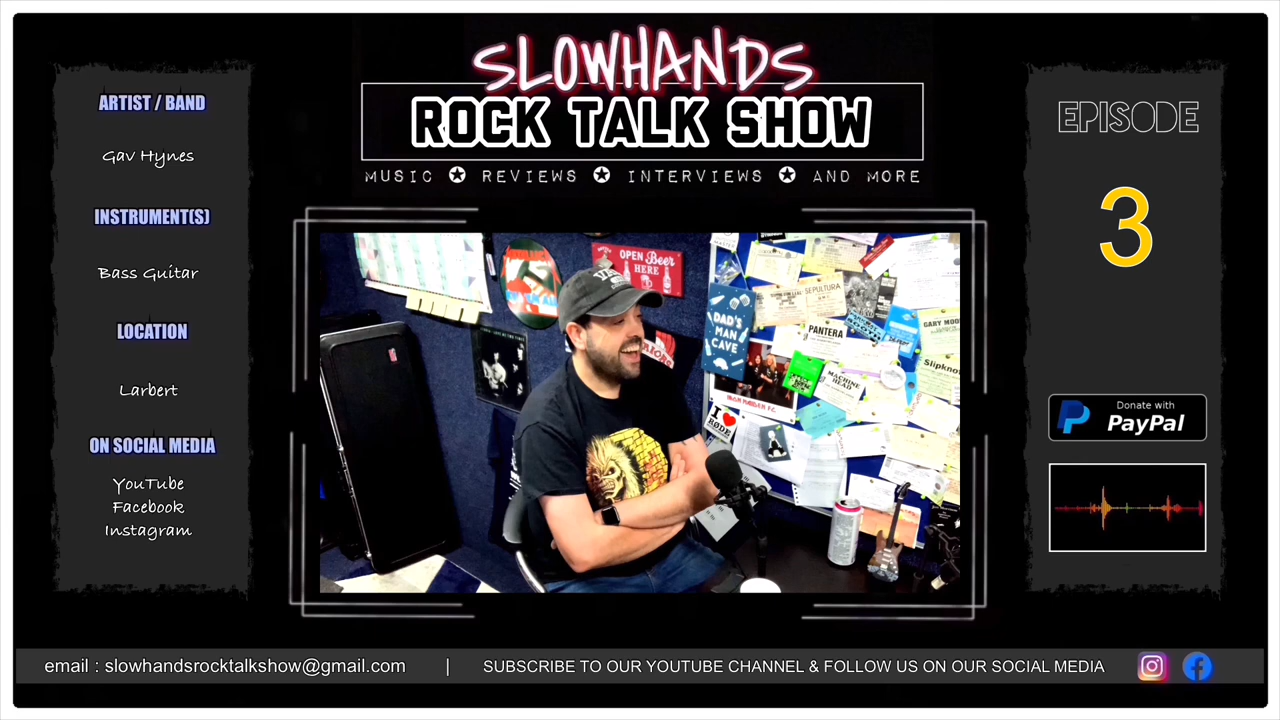 SLOWHANDS
ROCK TALK SHOW
MUSIC ✪ REVIEWS ✪ INTERVIEWS ✪ AND MORE
ARTIST / BAND
Gav Hynes
INSTRUMENT(S)
Bass Guitar
LOCATION
Larbert
ON SOCIAL MEDIA
YouTube
Facebook
Instagram
OPEN Beer
HERE
DAD'S
MAN
CAVE
SEPULTURA
PANTERA
MACHINE
HEAD
GARY MOO
Slipkno
IRON MAIDEN F.C.
I ❤
RØDE
EPISODE
3
Donate with
PayPal
email : slowhandsrocktalkshow@gmail.com | SUBSCRIBE TO OUR YOUTUBE CHANNEL & FOLLOW US ON OUR SOCIAL MEDIA